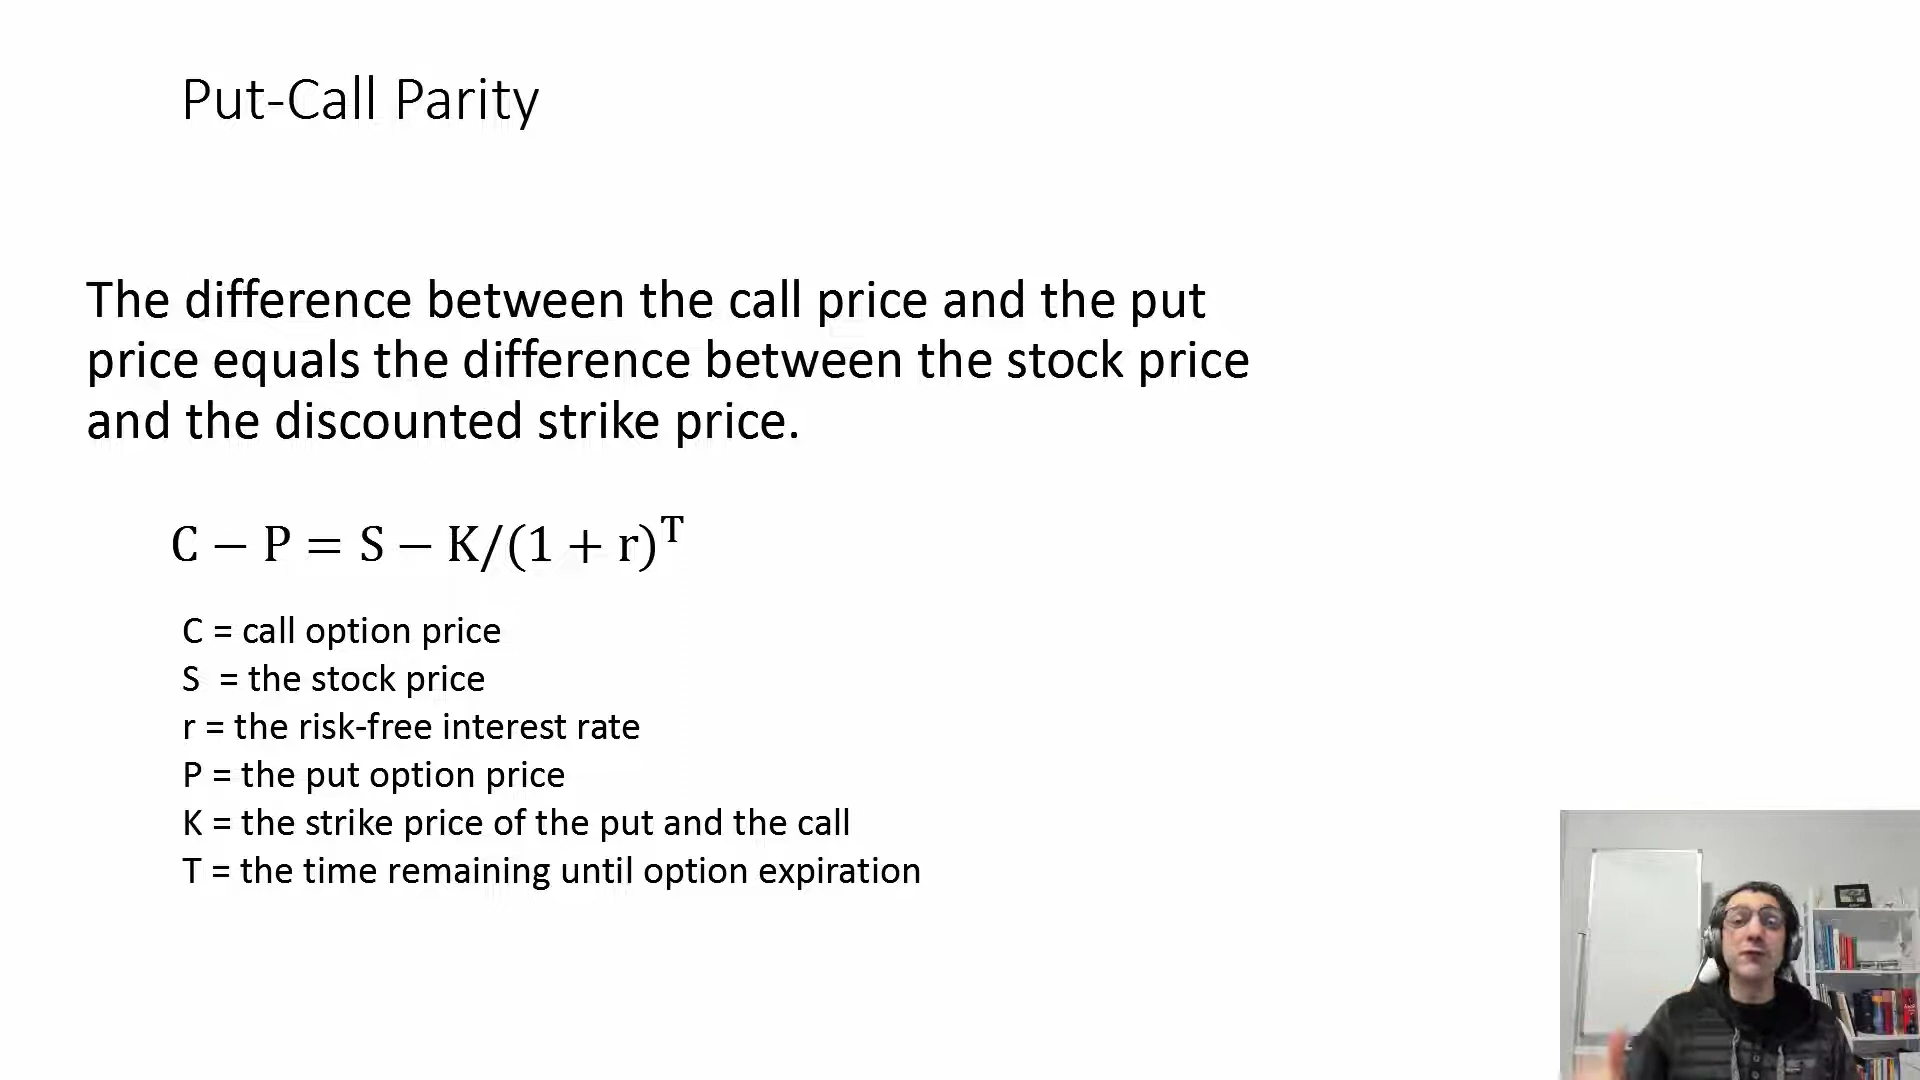 Put-Call Parity
The difference between the call price and the put
price equals the difference between the stock price
and the discounted strike price.
C − P = S − K/(1 + r)ᵀ
C = call option price
S  = the stock price
r = the risk-free interest rate
P = the put option price
K = the strike price of the put and the call
T = the time remaining until option expiration